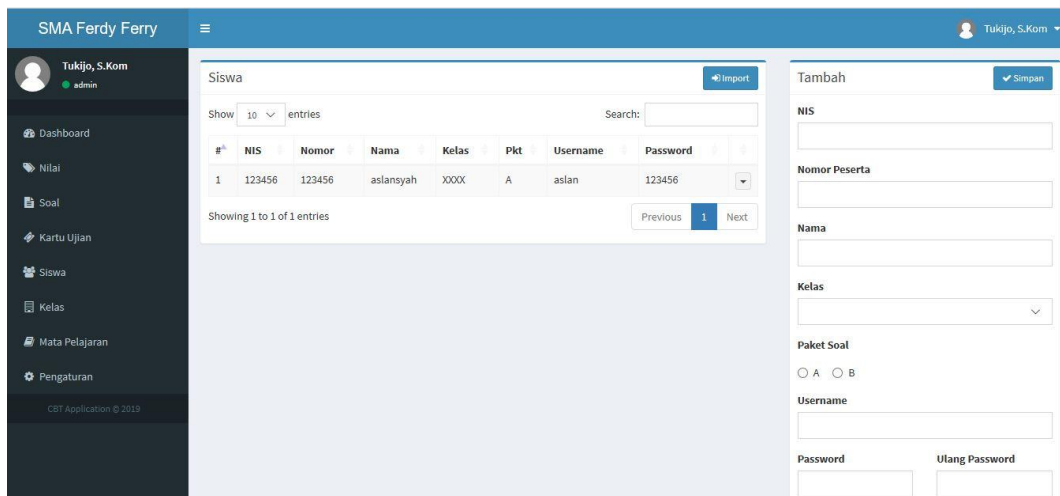 SMA Ferdy Ferry
Tukijo, S.Kom
Tukijo, S.Kom
admin
Dashboard
Nilai
Soal
Kartu Ujian
Siswa
Kelas
Mata Pelajaran
Pengaturan
CBT Application © 2019
Siswa
Import
Show 10 entries
Search:
# NIS Nomor Nama Kelas Pkt Username Password
1 123456 123456 aslansyah XXXX A aslan 123456
Showing 1 to 1 of 1 entries
Previous 1 Next
Tambah
Simpan
NIS
Nomor Peserta
Nama
Kelas
Paket Soal
A B
Username
Password Ulang Password